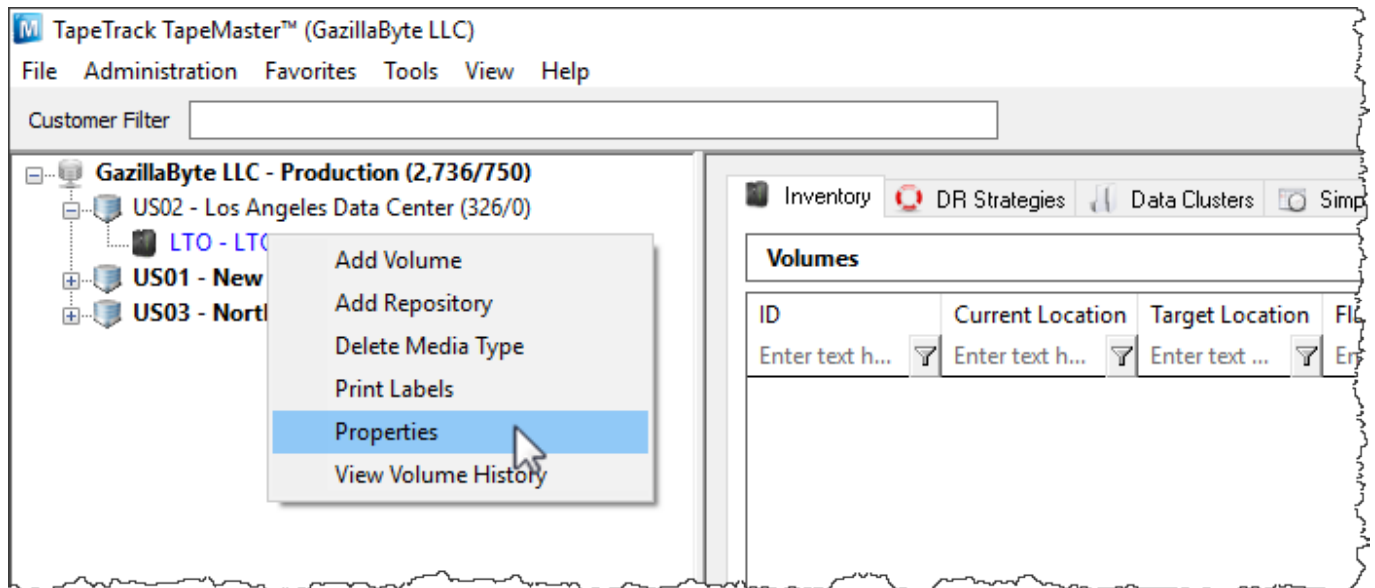 TapeTrack TapeMaster™ (GazillaByte LLC)
File Administration Favorites Tools View Help
Customer Filter
GazillaByte LLC - Production (2,736/750)
US02 - Los Angeles Data Center (326/0)
LTO -
US01 - New
US03 -
Add Volume
Add Repository
Delete Media Type
Print Labels
Properties
View Volume History
Inventory DR Strategies Data Clusters
Volumes
ID Current Location Target Location
Enter text h... Enter text h... Enter text ...